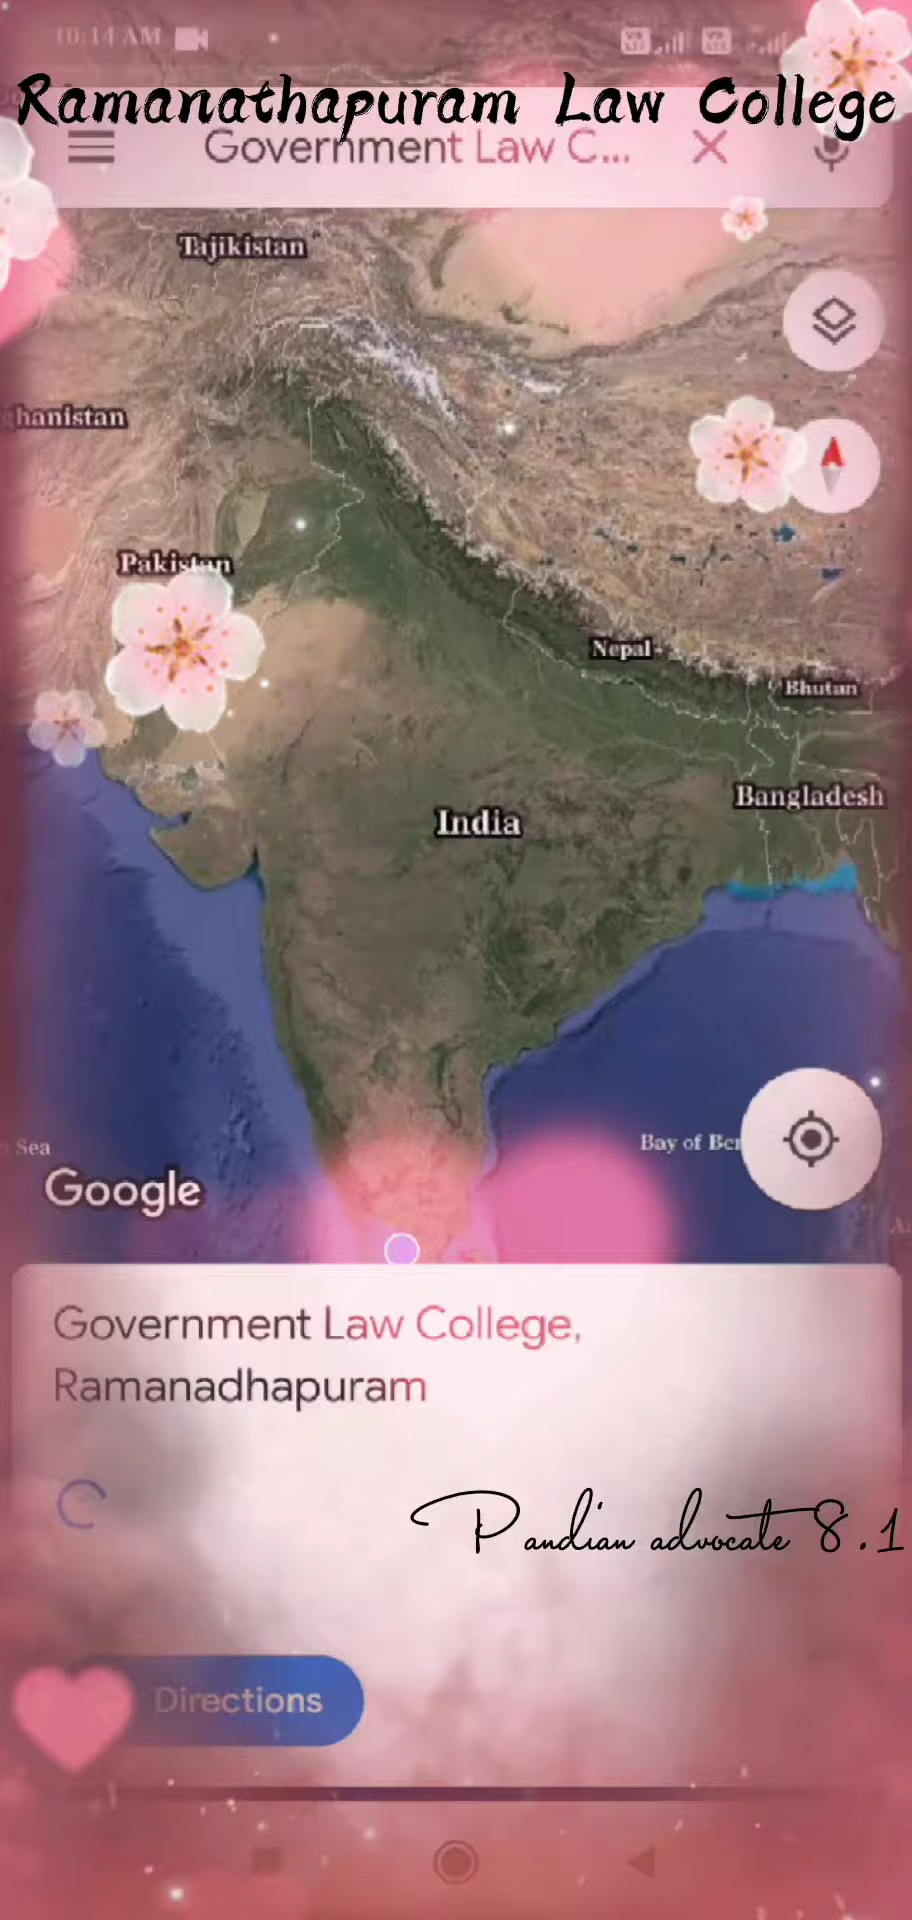 10:14 AM
Ramanathapuram Law College
Government Law C...
Tajikistan
ghanistan
Pakistan
Nepal
Bhutan
Bangladesh
India
Sea
Bay of Ben
Google
Government Law College,
Ramanadhapuram
Pandian advocate 8.1
Directions